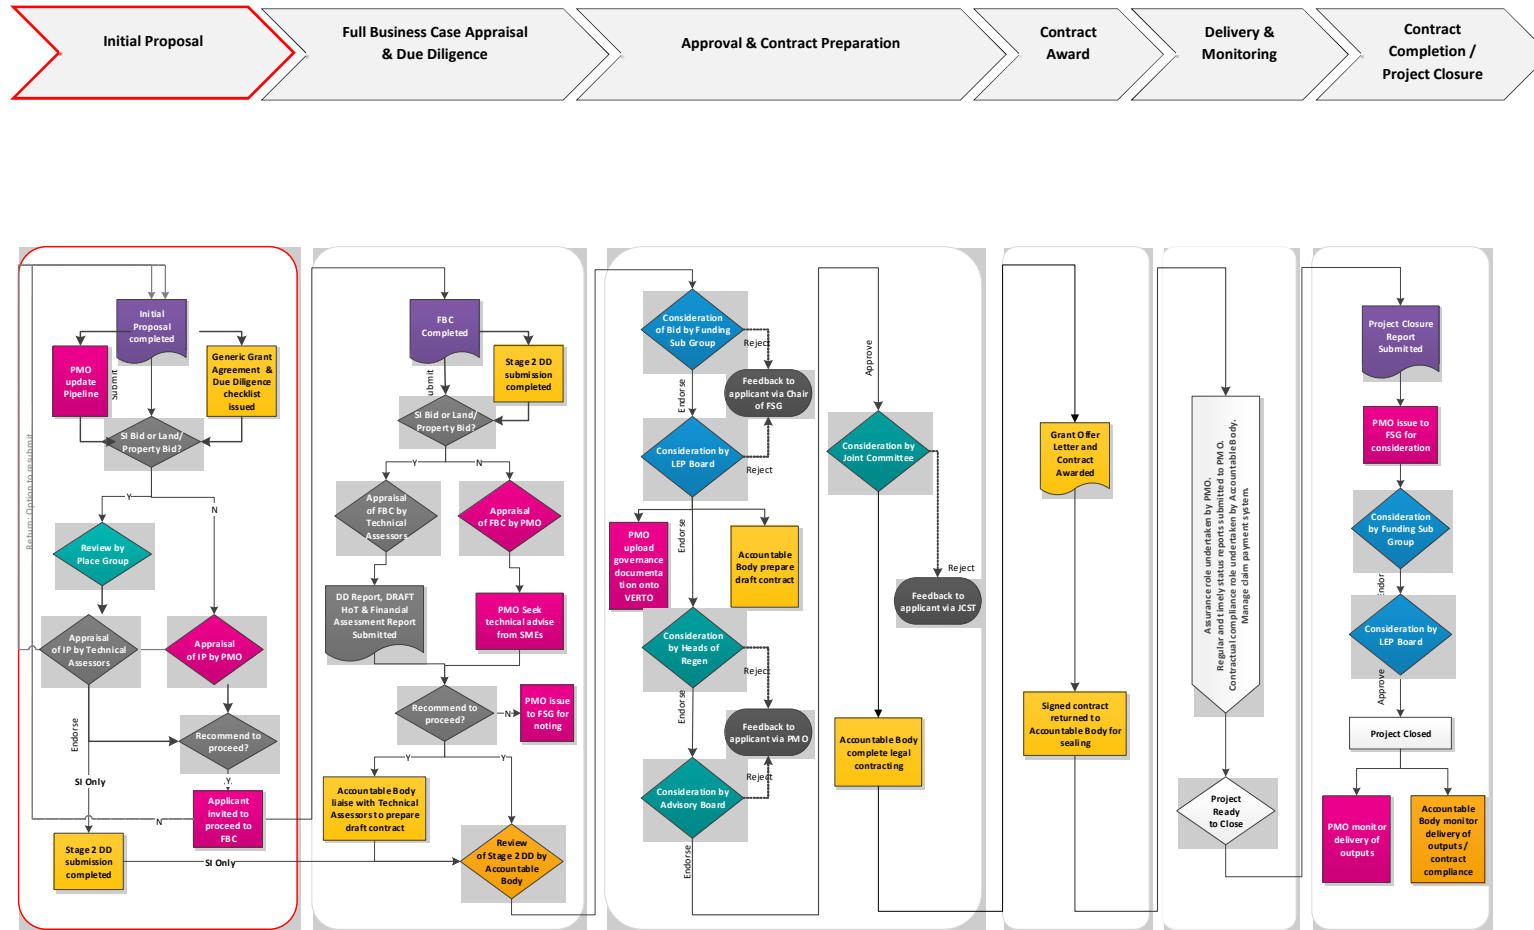 Initial Proposal
Full Business Case Appraisal
& Due Diligence
Approval & Contract Preparation
Contract
Award
Delivery &
Monitoring
Contract
Completion /
Project Closure
Return: Option to resubmit
Initial
Proposal
completed
PMO
update
Pipeline
Submit
Generic Grant
Agreement &
Due Diligence
checklist
issued
SI Bid or Land/
Property Bid?
Y
N
Review by
Place Group
Appraisal
of IP by Technical
Assessors
Appraisal
of IP by PMO
Endorse
Recommend to
proceed?
SI Only
Y
Applicant
invited to
proceed to
FBC
N
Stage 2 DD
submission
completed
SI Only
FBC
Completed
Stage 2 DD
submission
completed
ubmit
SI Bid or Land/
Property Bid?
Y
N
Appraisal
of FBC by
Technical
Assessors
Appraisal
of FBC by PMO
DD Report, DRAFT
HoT & Financial
Assessment Report
Submitted
PMO Seek
technical advise
from SMEs
Recommend to
proceed?
N
PMO issue
to FSG for
noting
Y
Y
Accountable Body
liaise with Technical
Assessors to prepare
draft contract
Review
of Stage 2 DD by
Accountable
Body
Consideration
of Bid by Funding
Sub Group
Reject
Endorse
Feedback to
applicant via Chair
of FSG
Consideration by
LEP Board
Reject
Endorse
PMO
upload
governance
documenta
tion onto
VERTO
Accountable
Body prepare
draft contract
Consideration
by Heads of
Regen
Reject
Endorse
Feedback to
applicant via PMO
Consideration by
Advisory Board
Reject
Endorse
Approve
Consideration by
Joint Committee
Reject
Feedback to
applicant via JCST
Accountable Body
complete legal
contracting
Grant Offer
Letter and
Contract
Awarded
Signed contract
returned to
Accountable Body for
sealing
Assurance role undertaken by PMO.
Regular and timely status reports submitted to PMO.
Contractual compliance role undertaken by Accountable Body.
Manage claim payment system.
Project
Ready
to Close
Project Closure
Report
Submitted
PMO issue to
FSG for
consideration
Consideration
by Funding Sub
Group
Endor
Consideration by
LEP Board
Approve
Project Closed
PMO monitor
delivery of
outputs
Accountable
Body monitor
delivery of
outputs /
contract
compliance